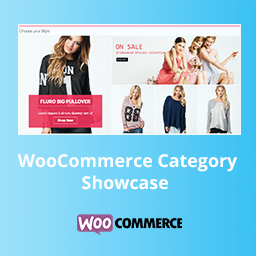 Choose your Style
ON SALE
FLURO BIG PULLOVER
Shop Now
WooCommerce Category
Showcase
WOO COMMERCE